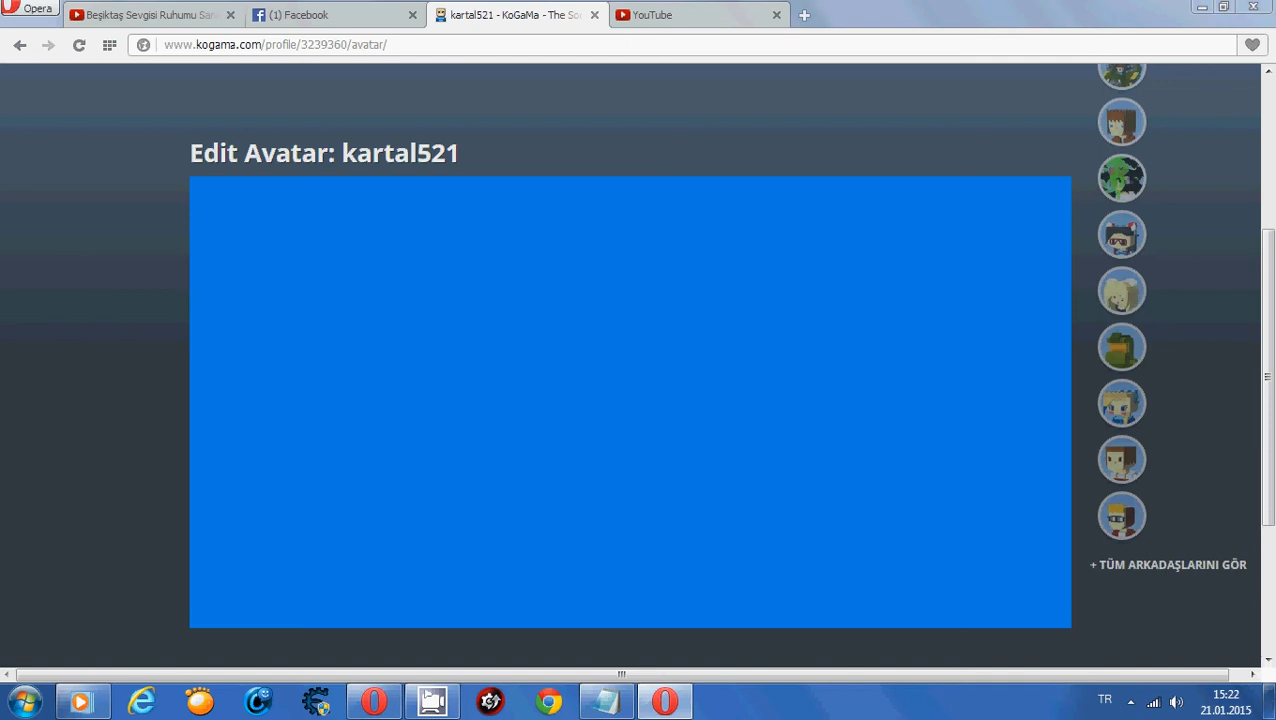 Opera
Beşiktaş Sevgisi Ruhumu Sar
(1) Facebook
kartal521 - KoGaMa - The So
YouTube
www.kogama.com/profile/3239360/avatar/
Edit Avatar: kartal521
+ TÜM ARKADAŞLARINI GÖR
TR
15:22
21.01.2015